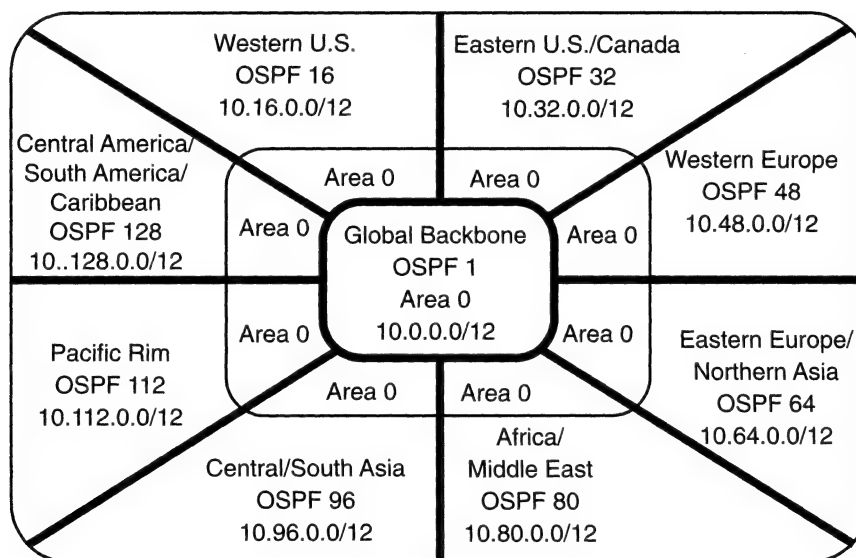 Western U.S.
OSPF 16
10.16.0.0/12
Eastern U.S./Canada
OSPF 32
10.32.0.0/12
Central America/
South America/
Caribbean
OSPF 128
10..128.0.0/12
Western Europe
OSPF 48
10.48.0.0/12
Area 0
Area 0
Area 0
Area 0
Global Backbone
OSPF 1
Area 0
10.0.0.0/12
Area 0
Area 0
Area 0
Area 0
Pacific Rim
OSPF 112
10.112.0.0/12
Eastern Europe/
Northern Asia
OSPF 64
10.64.0.0/12
Central/South Asia
OSPF 96
10.96.0.0/12
Africa/
Middle East
OSPF 80
10.80.0.0/12